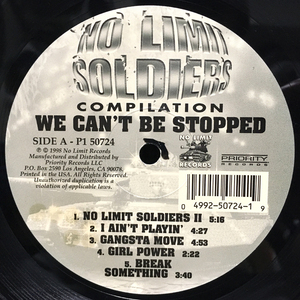 NO LIMIT
SOLDIERS
COMPILATION
WE CAN'T BE STOPPED
SIDE A - P1 50724
℗ © 1998 No Limit Records
Manufactured and Distributed by
Priority Records LLC
P.O. Box 2590 Los Angeles, CA 90078.
Printed in the USA. All Rights Reserved.
Unauthorized duplication is a
violation of applicable laws.
NO LIMIT
RECORDS
PRIORITY
RECORDS
0 4992-50724-1 9
1. NO LIMIT SOLDIERS II 5:16
2. I AIN'T PLAYIN' 4:27
3. GANGSTA MOVE 4:53
4. GIRL POWER 2:22
5. BREAK
SOMETHING 3:40